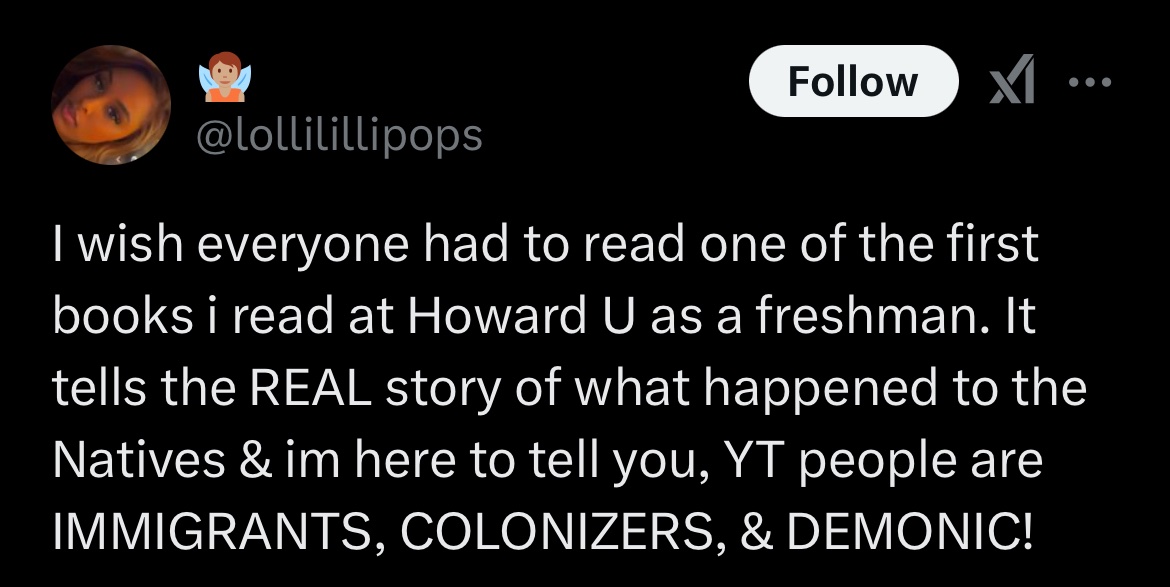 Follow
@lollilillipops
I wish everyone had to read one of the first
books i read at Howard U as a freshman. It
tells the REAL story of what happened to the
Natives & im here to tell you, YT people are
IMMIGRANTS, COLONIZERS, & DEMONIC!